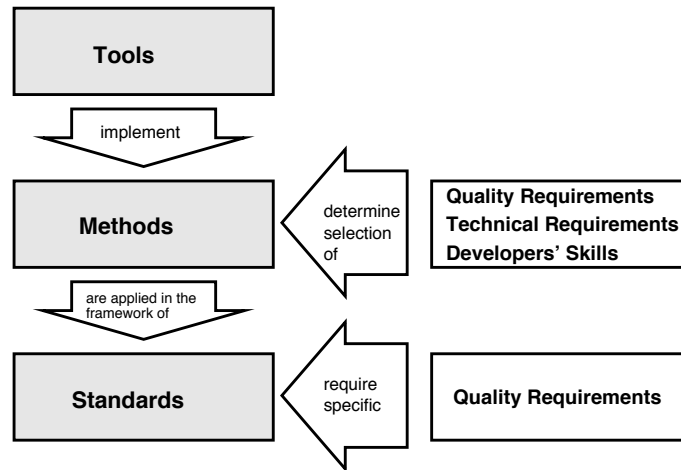 Tools
implement
Methods
determine
selection
of
Quality Requirements
Technical Requirements
Developers’ Skills
are applied in the
framework of
Standards
require
specific
Quality Requirements